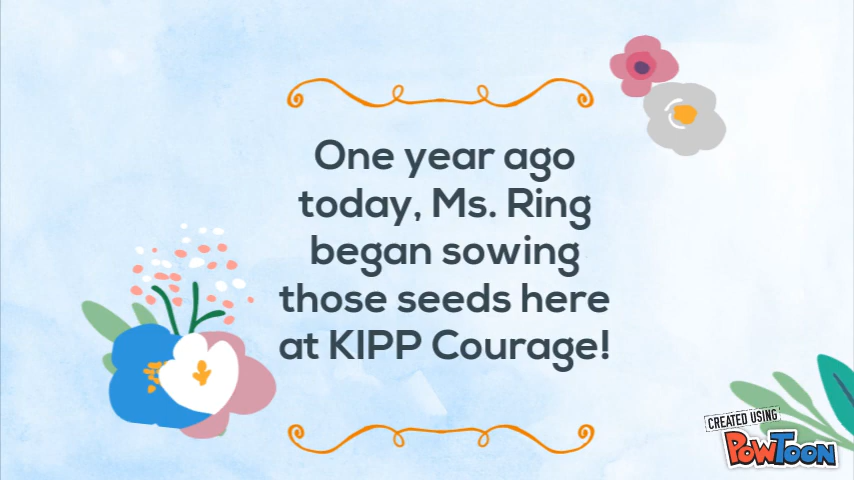 One year ago
today, Ms. Ring
began sowing
those seeds here
at KIPP Courage!
CREATED USING
POWTOON